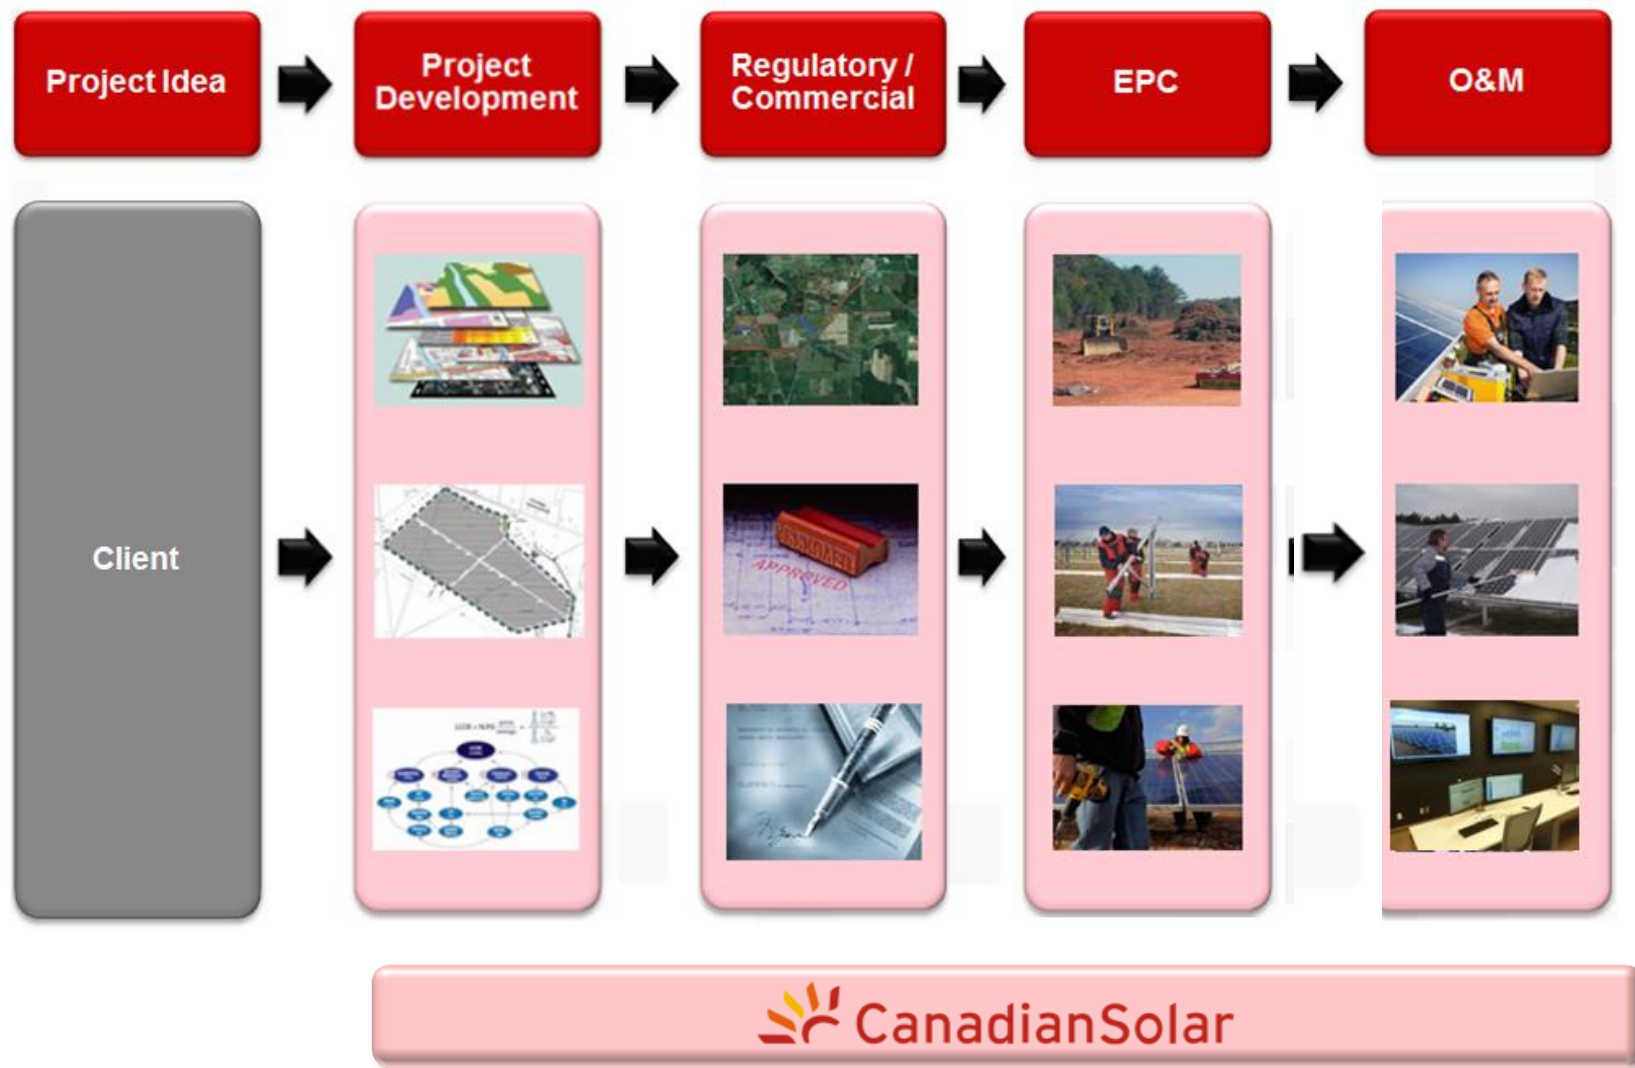 Project Idea
Project
Development
Regulatory /
Commercial
EPC
O&M
Client
APPROVED
CanadianSolar